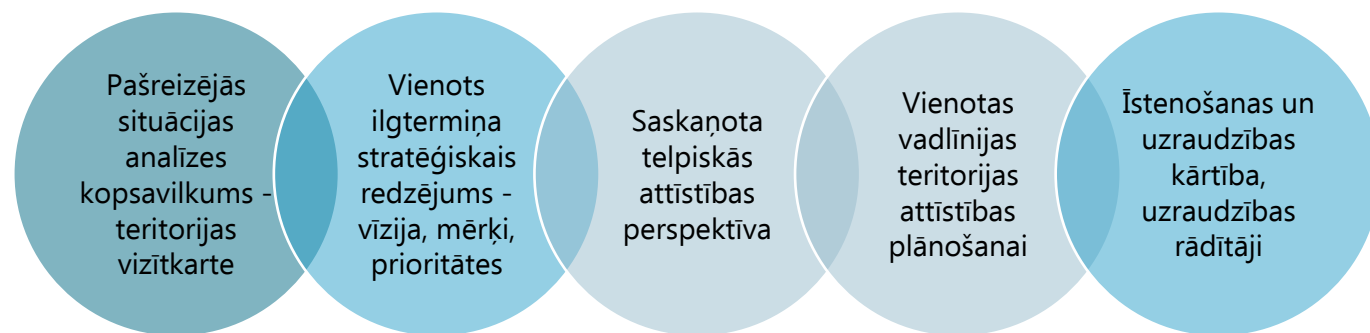 Pašreizējās
situācijas
analīzes
kopsavilkums -
teritorijas
vizītkarte
Vienots
ilgtermiņa
stratēģiskais
redzējums -
vīzija, mērķi,
prioritātes
Saskaņota
telpiskās
attīstības
perspektīva
Vienotas
vadlīnijas
teritorijas
attīstības
plānošanai
Īstenošanas un
uzraudzības
kārtība,
uzraudzības
rādītāji